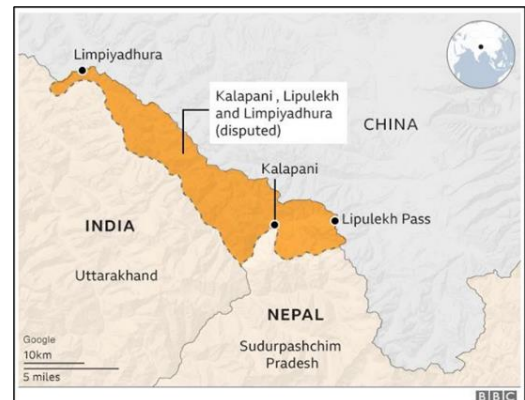 Limpiyadhura
Kalapani , Lipulekh
and Limpiyadhura
(disputed)
CHINA
Kalapani
Lipulekh Pass
INDIA
Uttarakhand
NEPAL
Sudurpashchim
Pradesh
Google
10km
5 miles
BBC